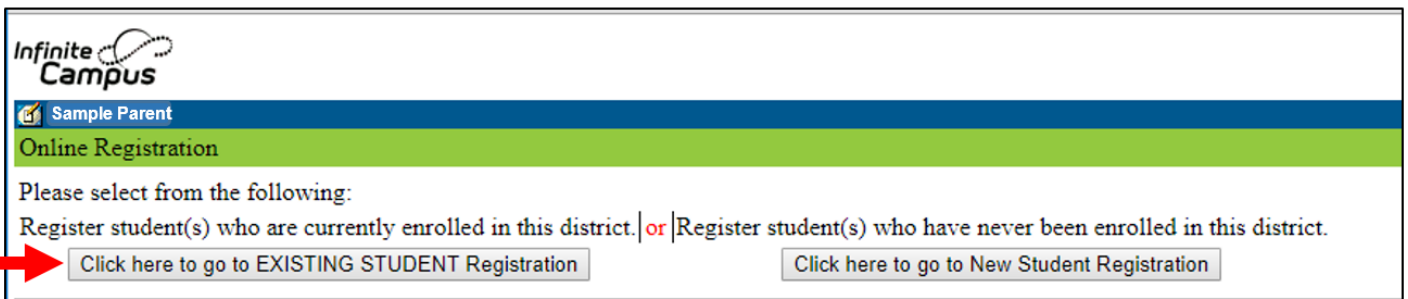 Infinite
Campus
Sample Parent
Online Registration
Please select from the following:
Register student(s) who are currently enrolled in this district. or Register student(s) who have never been enrolled in this district.
Click here to go to EXISTING STUDENT Registration Click here to go to New Student Registration